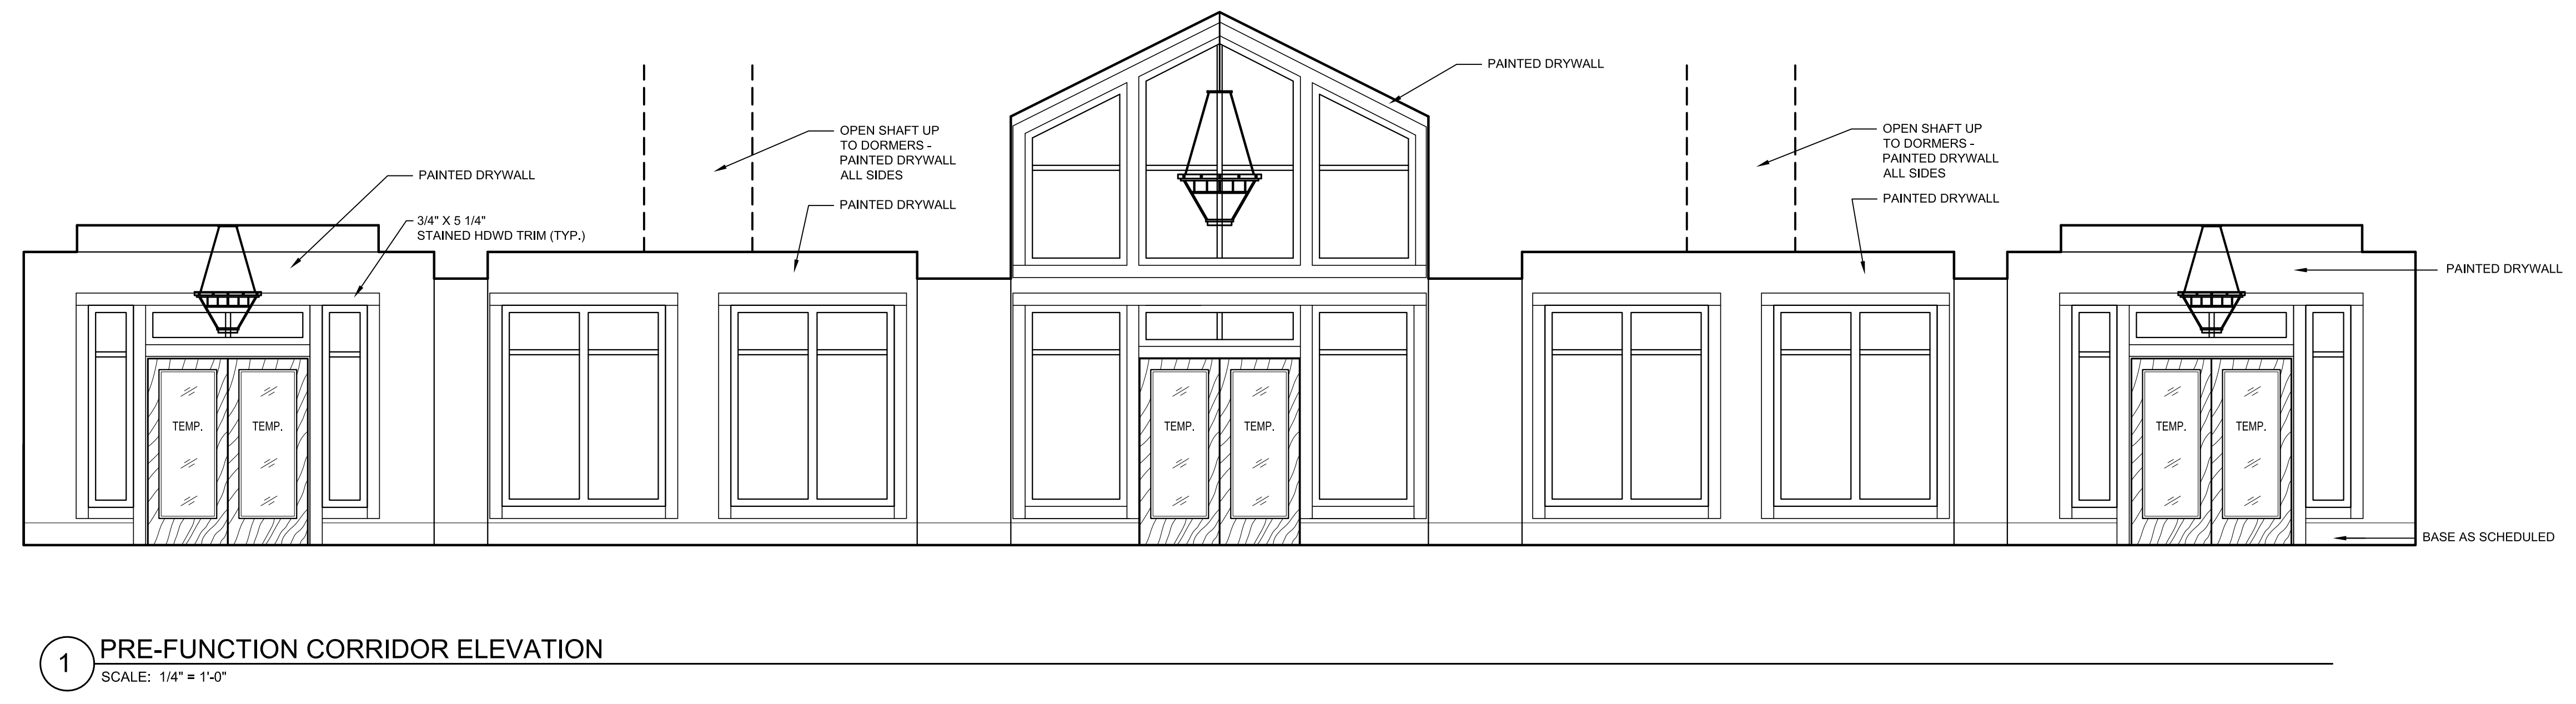 PAINTED DRYWALL
OPEN SHAFT UP
TO DORMERS -
PAINTED DRYWALL
ALL SIDES
OPEN SHAFT UP
TO DORMERS -
PAINTED DRYWALL
ALL SIDES
PAINTED DRYWALL
3/4" X 5 1/4"
STAINED HDWD TRIM (TYP.)
PAINTED DRYWALL
PAINTED DRYWALL
PAINTED DRYWALL
TEMP.
TEMP.
TEMP.
TEMP.
TEMP.
TEMP.
BASE AS SCHEDULED
1
PRE-FUNCTION CORRIDOR ELEVATION
SCALE: 1/4" = 1'-0"